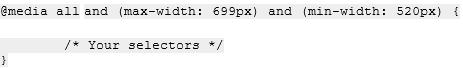 @media all and (max-width: 699px) and (min-width: 520px) {
/* Your selectors */
}